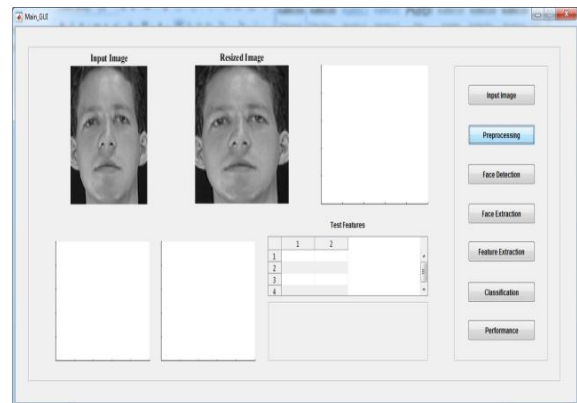 Main_GUI
Input Image
Resized Image
Input Image
Preprocessing
Face Detection
Face Extraction
Test Features
1 2
Feature Extraction
1
2
3
4
Classification
Performance